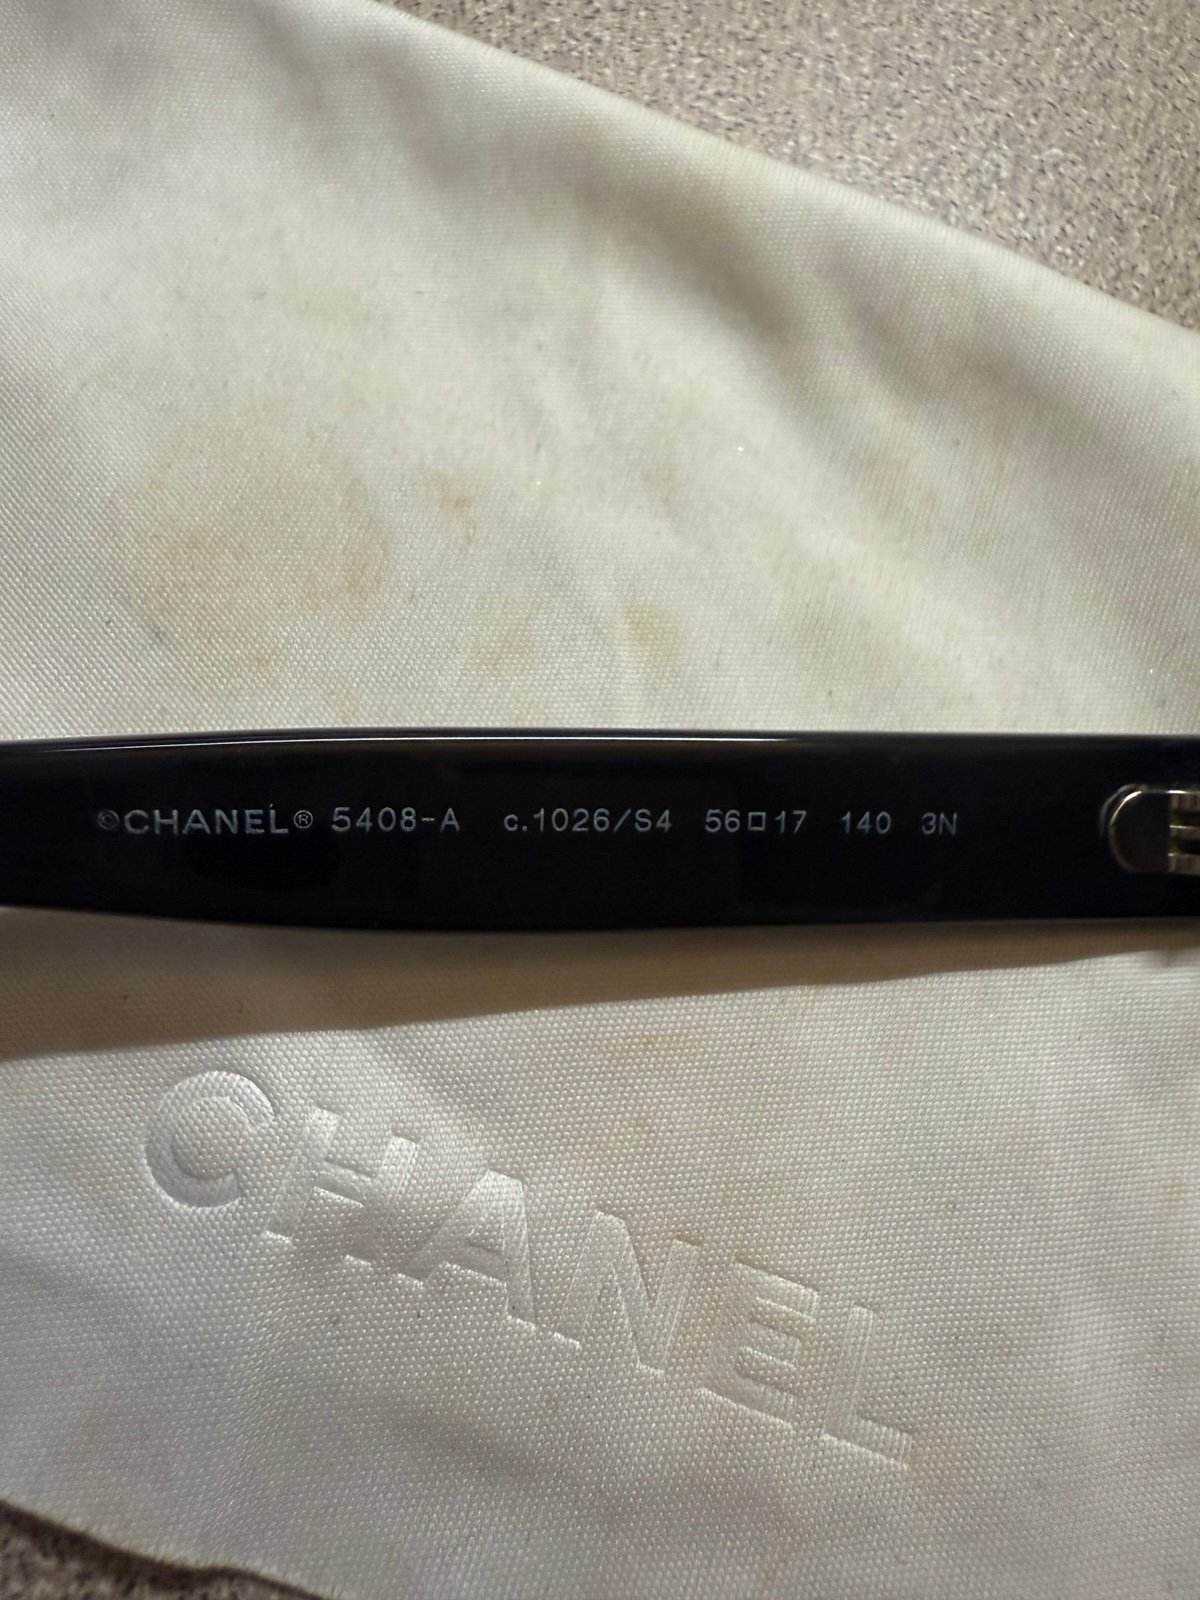 ©CHANEL® 5408-A c.1026/S4 56□17 140 3N
CHANEL